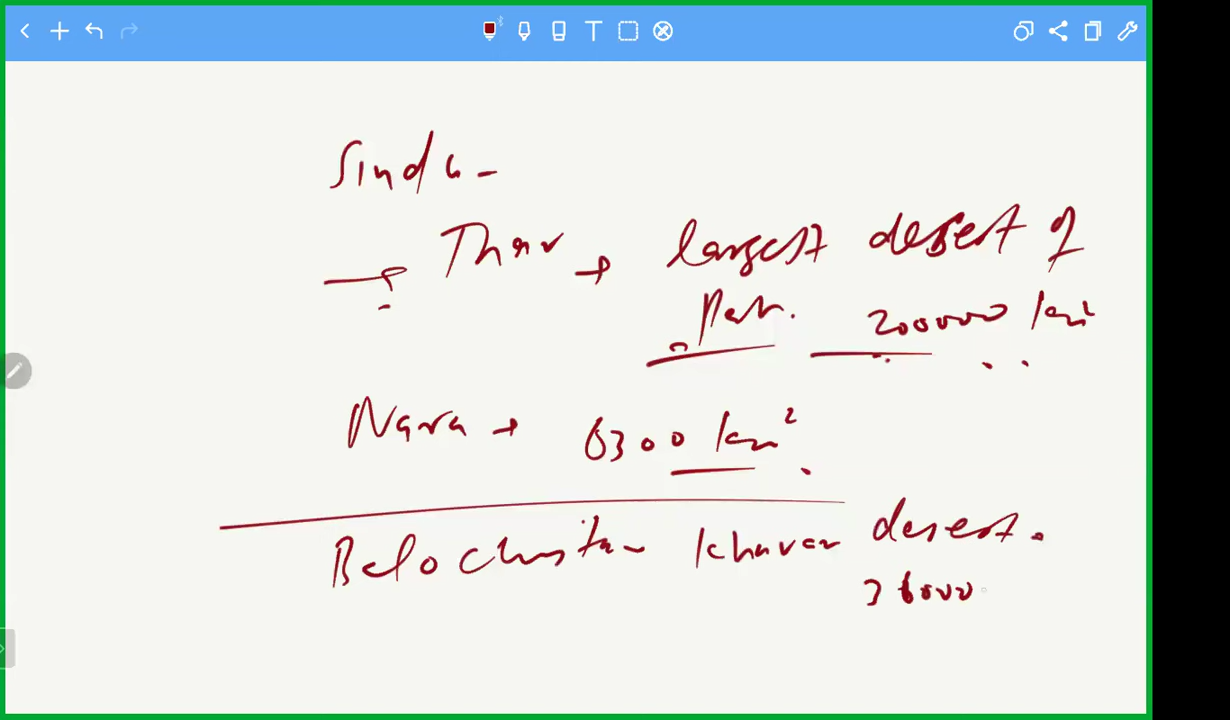 Sindh -
→ Thar → largest desert of
Pak. 200000 km²
Nara → 6300 km²
Balochistan kharan desert.